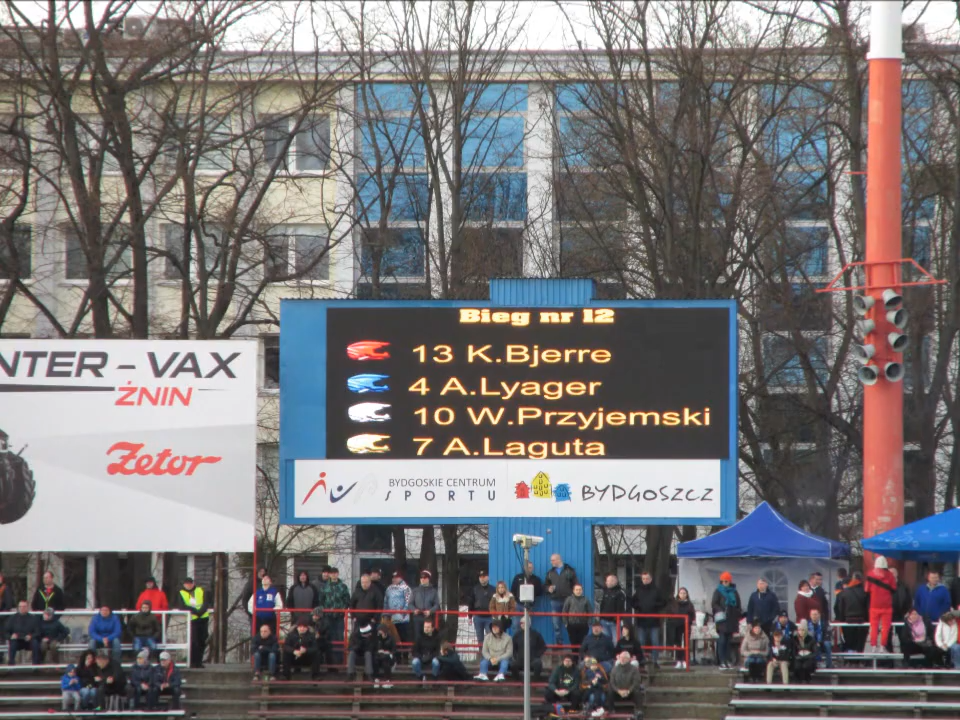 NTER - VAX
ŻNIN
Zetor
Bieg nr 12
13 K.Bjerre
4 A.Lyager
10 W.Przyjemski
7 A.Laguta
BYDGOSKIE CENTRUM
SPORTU
BYDGOSZCZ